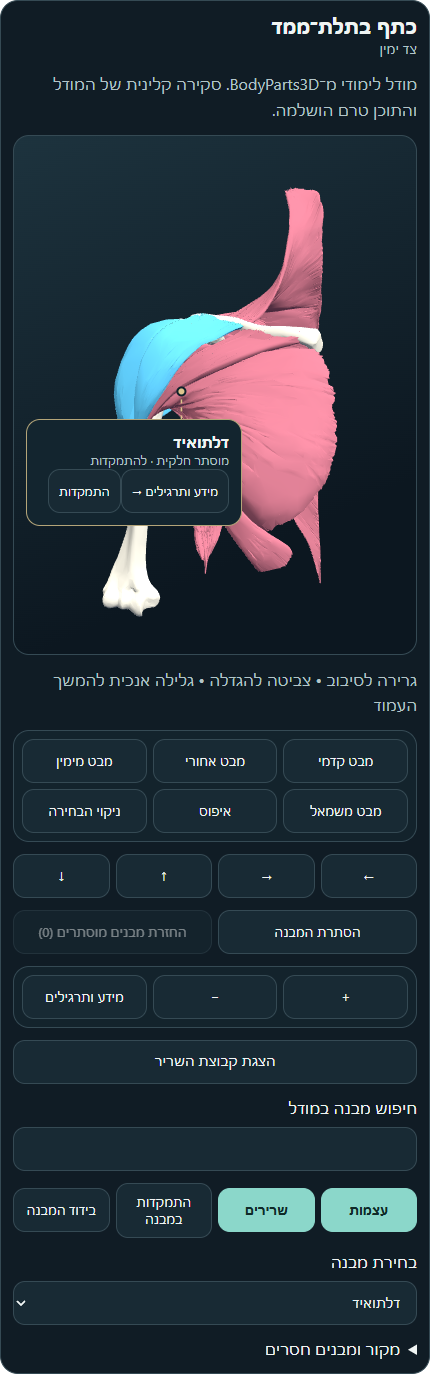 כתף בתלת־ממד
צד ימין
מודל לימודי מ־BodyParts3D. סקירה קלינית של המודל
והתוכן טרם הושלמה.
דלתואיד
מוסתר חלקית · להתמקדות
מידע ותרגילים ←
התמקדות
גרירה לסיבוב • צביטה להגדלה • גלילה אנכית להמשך
העמוד
מבט קדמי
מבט אחורי
מבט מימין
מבט משמאל
איפוס
ניקוי הבחירה
←
→
↑
↓
הסתרת המבנה
החזרת מבנים מוסתרים (0)
+
−
מידע ותרגילים
הצגת קבוצת השריר
חיפוש מבנה במודל
עצמות
שרירים
התמקדות
במבנה
בידוד המבנה
בחירת מבנה
דלתואיד
מקור ומבנים חסרים